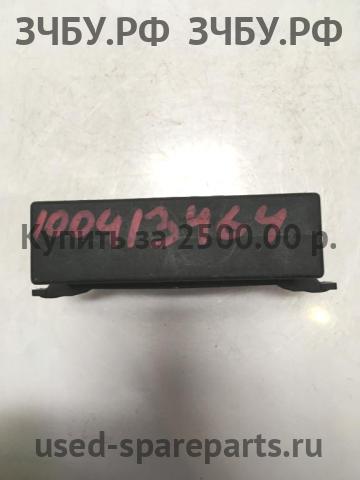 ЗЧБУ.РФ ЗЧБУ.РФ
100413464
Купить за 2500.00 р.
used-spareparts.ru